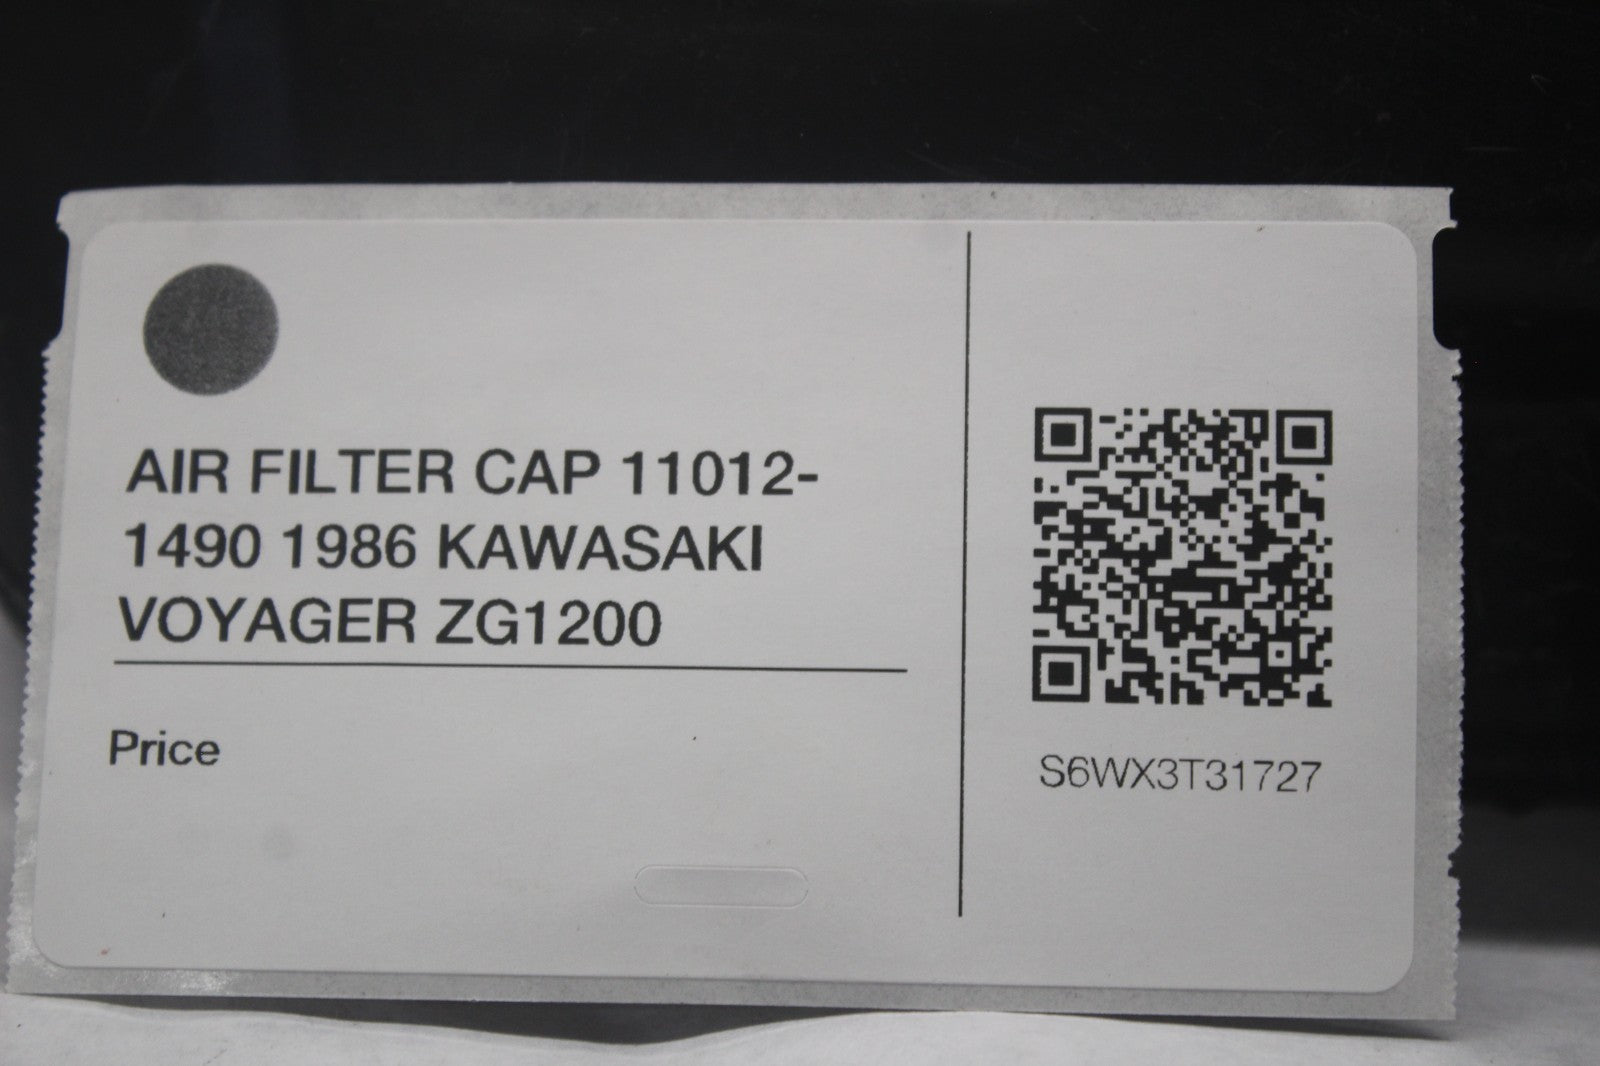 AIR FILTER CAP 11012-
1490 1986 KAWASAKI
VOYAGER ZG1200
Price
S6WX3T31727